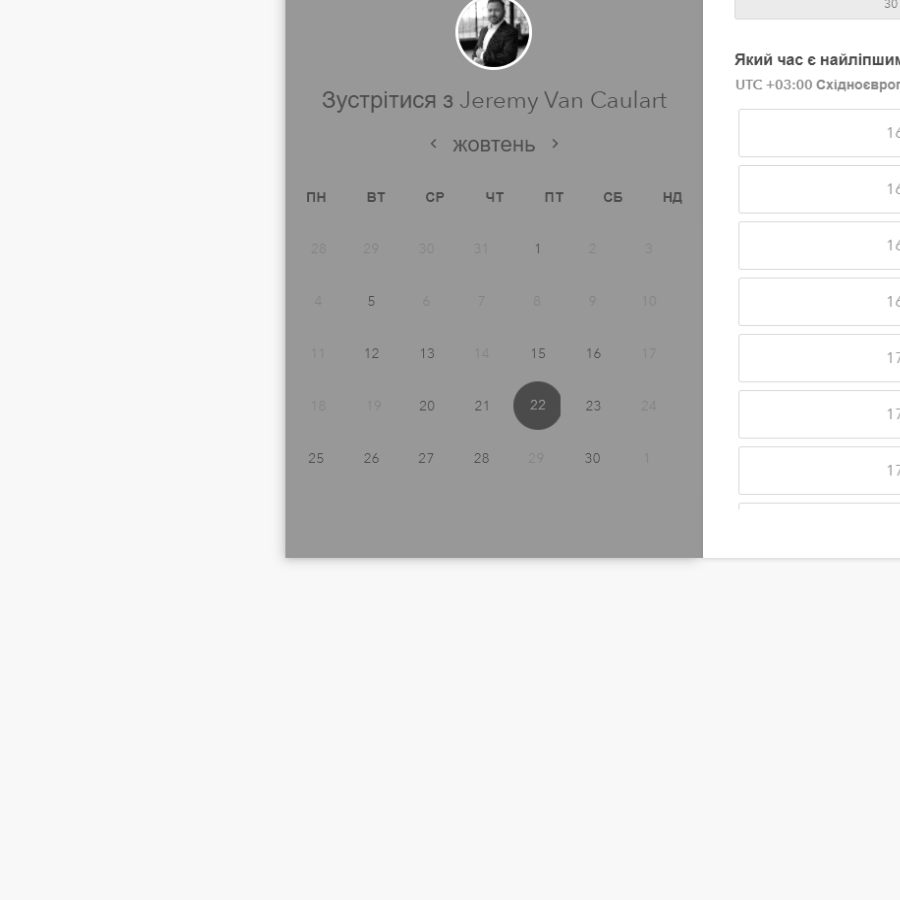 Зустрітися з Jeremy Van Caulart
‹ жовтень ›
ПН ВТ СР ЧТ ПТ СБ НД
28 29 30 31 1 2 3
4 5 6 7 8 9 10
11 12 13 14 15 16 17
18 19 20 21 22 23 24
25 26 27 28 29 30 1
30
Який час є найліпшим
UTC +03:00 Східноєвроп
16
16
16
16
17
17
17